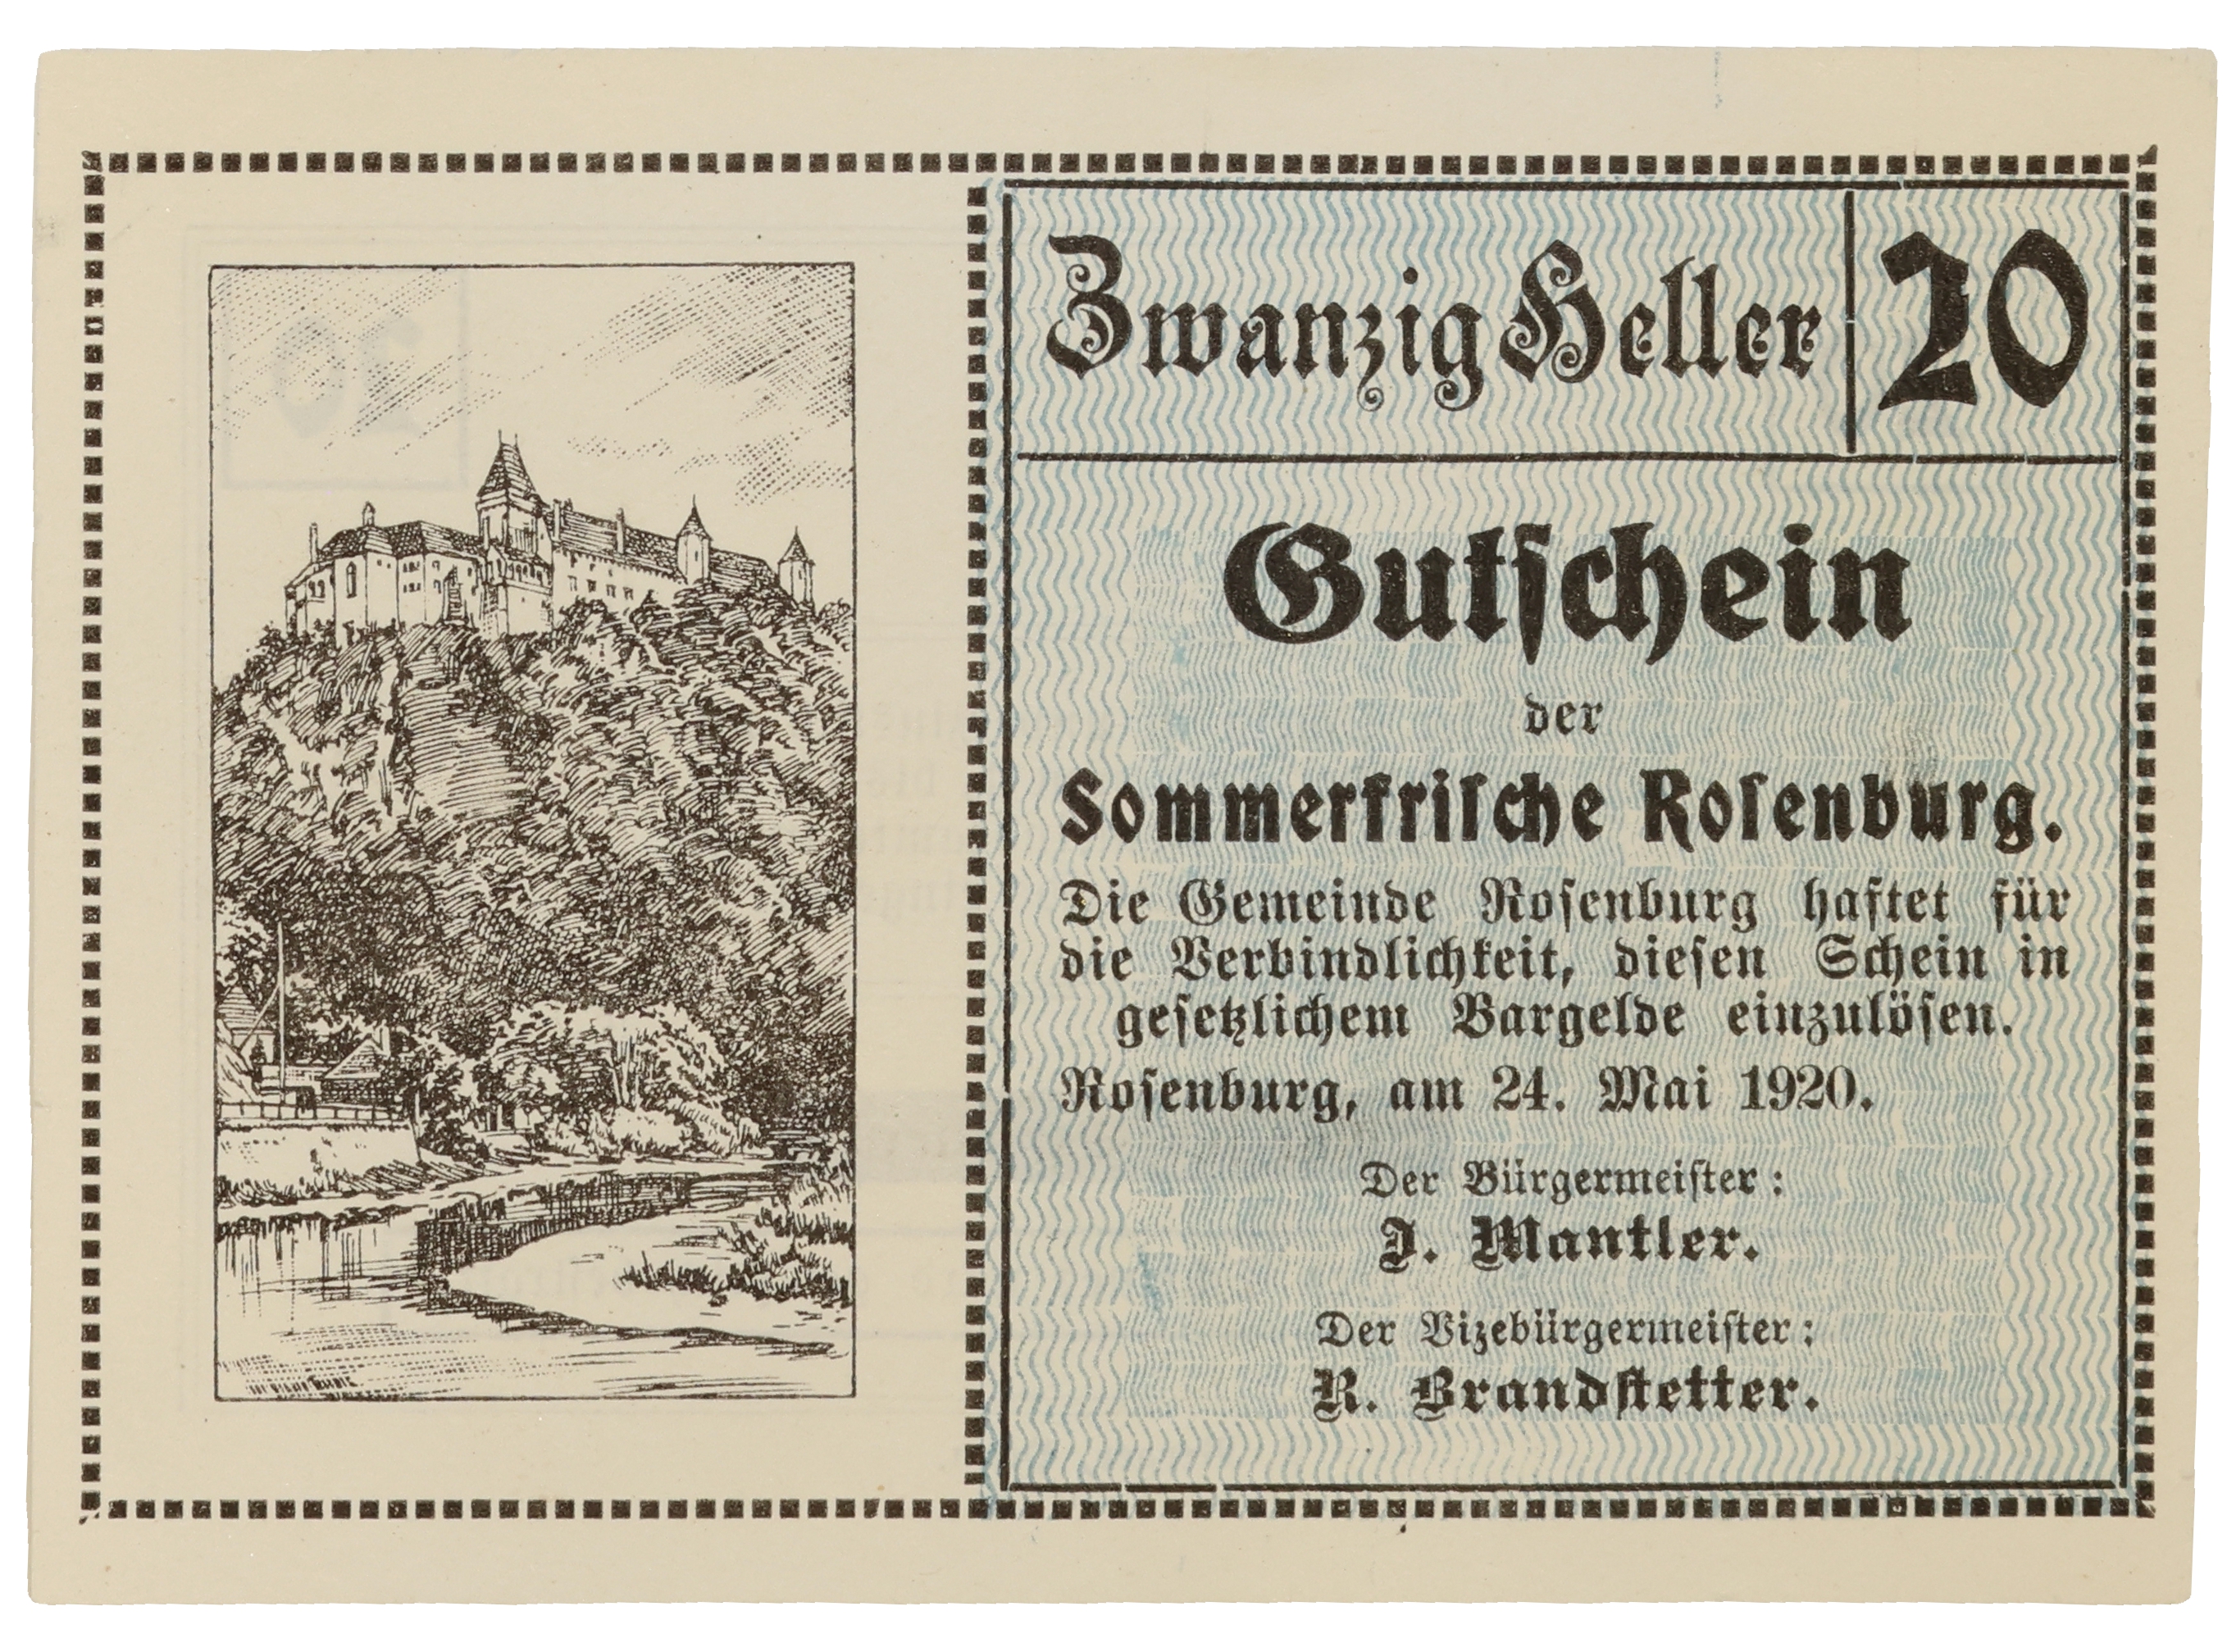 Zwanzig Heller 20
Gutschein
der
Sommerfrische Rosenburg.
Die Gemeinde Rosenburg haftet für
die Verbindlichkeit, diesen Schein in
gesetzlichem Bargelde einzulösen.
Rosenburg, am 24. Mai 1920.
Der Bürgermeister:
J. Mantler.
Der Vizebürgermeister:
R. Brandstetter.